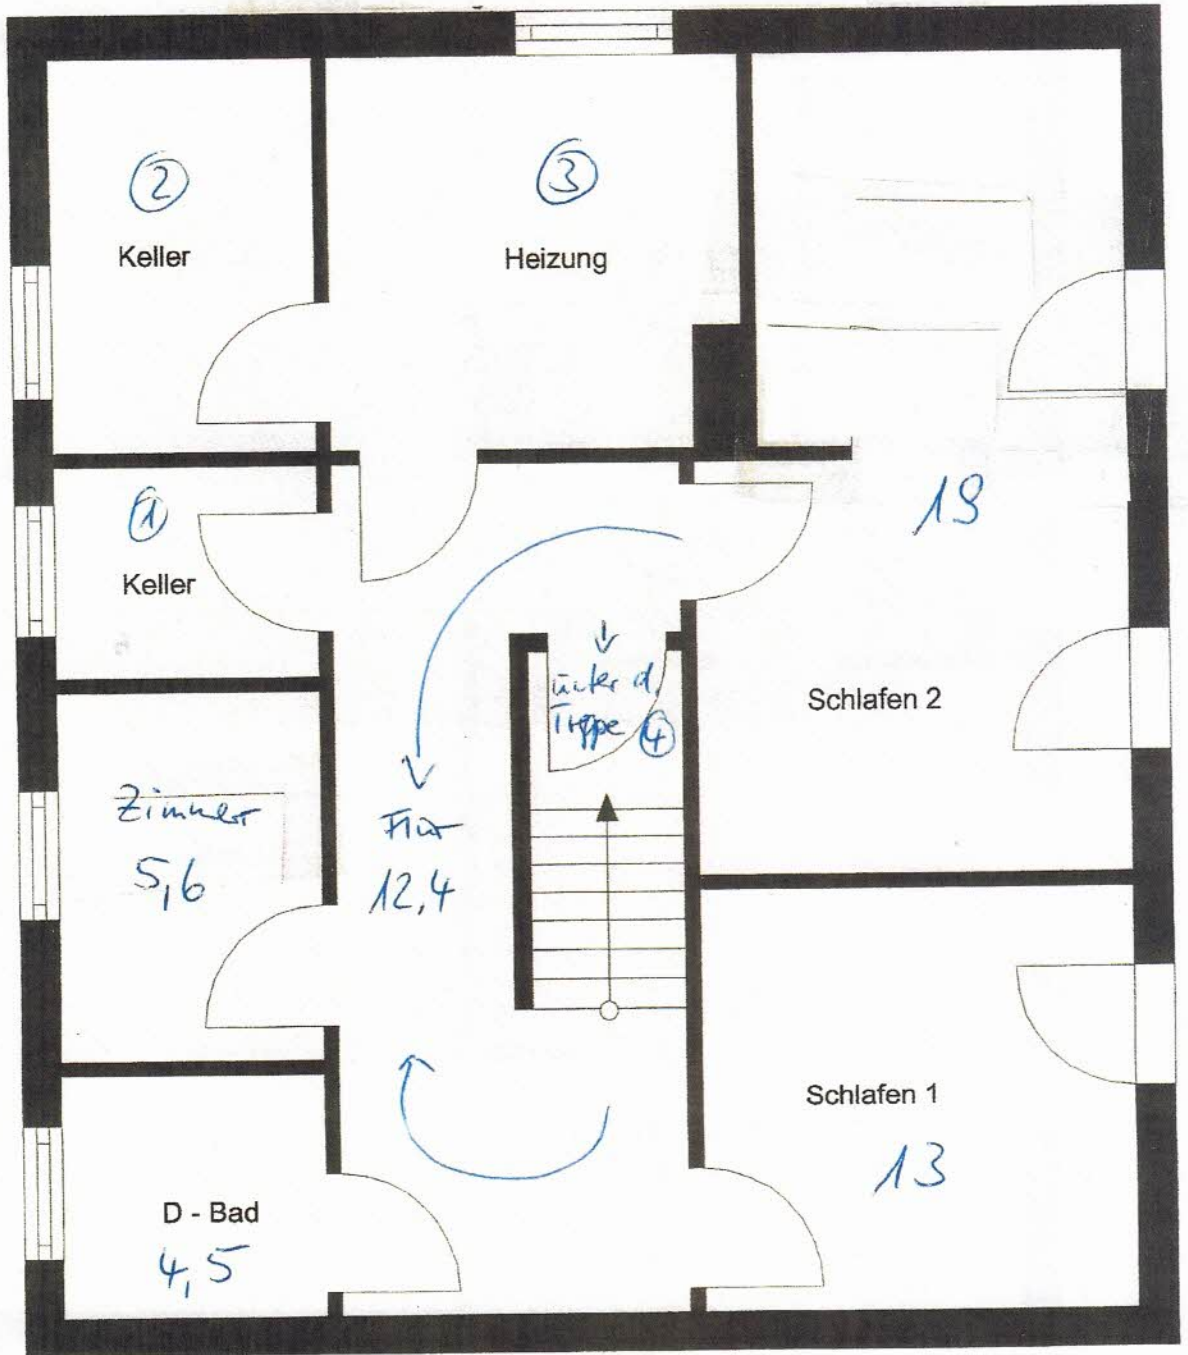 ②
Keller
③
Heizung
①
Keller
19
unter d.
Treppe ④
Schlafen 2
Zimmer
5,6
Flur
12,4
Schlafen 1
13
D - Bad
4,5